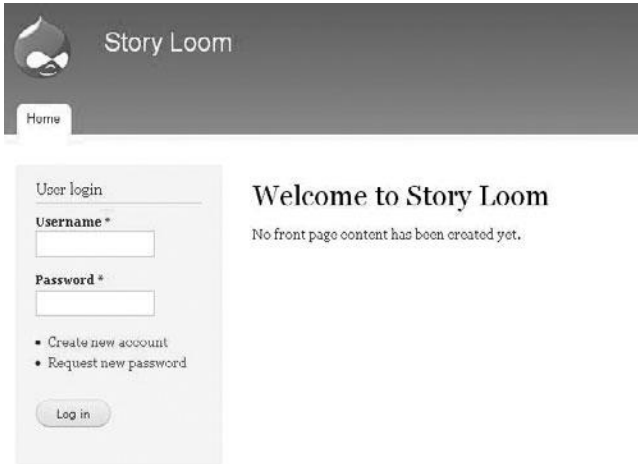 Story Loom
Home
User login
Username *
Password *
• Create new account
• Request new password
Log in
Welcome to Story Loom
No front page content has been created yet.